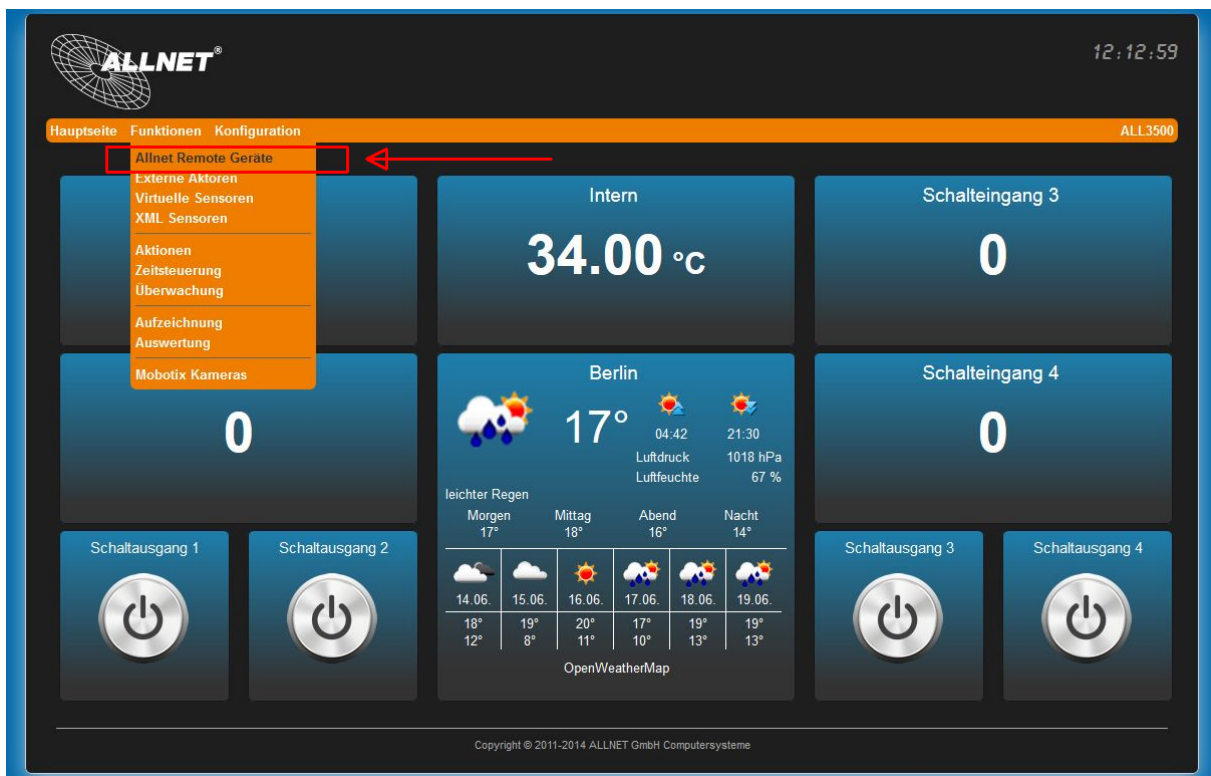 ALLNET®
12:12:59
Hauptseite Funktionen Konfiguration ALL3500
Allnet Remote Geräte
Externe Aktoren
Virtuelle Sensoren
XML Sensoren
Aktionen
Zeitsteuerung
Überwachung
Aufzeichnung
Auswertung
Mobotix Kameras
Intern
34.00 °C
Schalteingang 3
0
0
Berlin
17°
04:42 21:30
Luftdruck 1018 hPa
Luftfeuchte 67 %
leichter Regen
Morgen Mittag Abend Nacht
17° 18° 16° 14°
14.06. 15.06. 16.06. 17.06. 18.06. 19.06.
18° 19° 20° 17° 19° 19°
12° 8° 11° 10° 13° 13°
OpenWeatherMap
Schalteingang 4
0
Schaltausgang 1
Schaltausgang 2
Schaltausgang 3
Schaltausgang 4
Copyright © 2011-2014 ALLNET GmbH Computersysteme